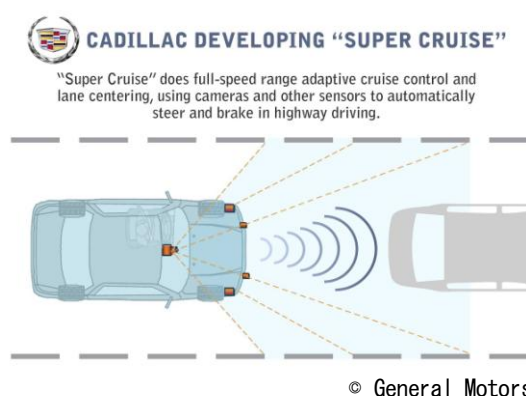 CADILLAC DEVELOPING “SUPER CRUISE”
“Super Cruise” does full-speed range adaptive cruise control and
lane centering, using cameras and other sensors to automatically
steer and brake in highway driving.
© General Motors